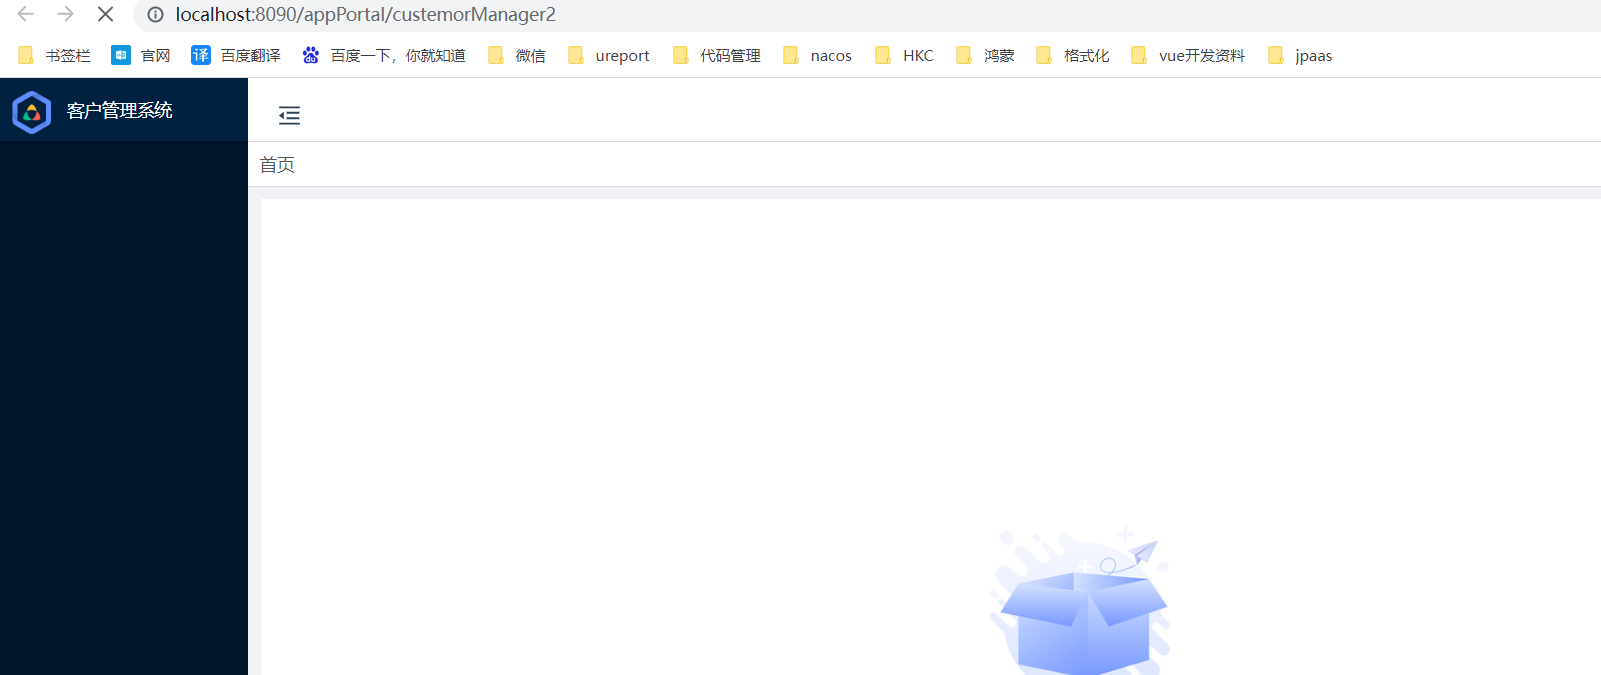 localhost:8090/appPortal/custemorManager2
书签栏 官网 译 百度翻译 du 百度一下，你就知道 微信 ureport 代码管理 nacos HKC 鸿蒙 格式化 vue开发资料 jpaas
客户管理系统
首页